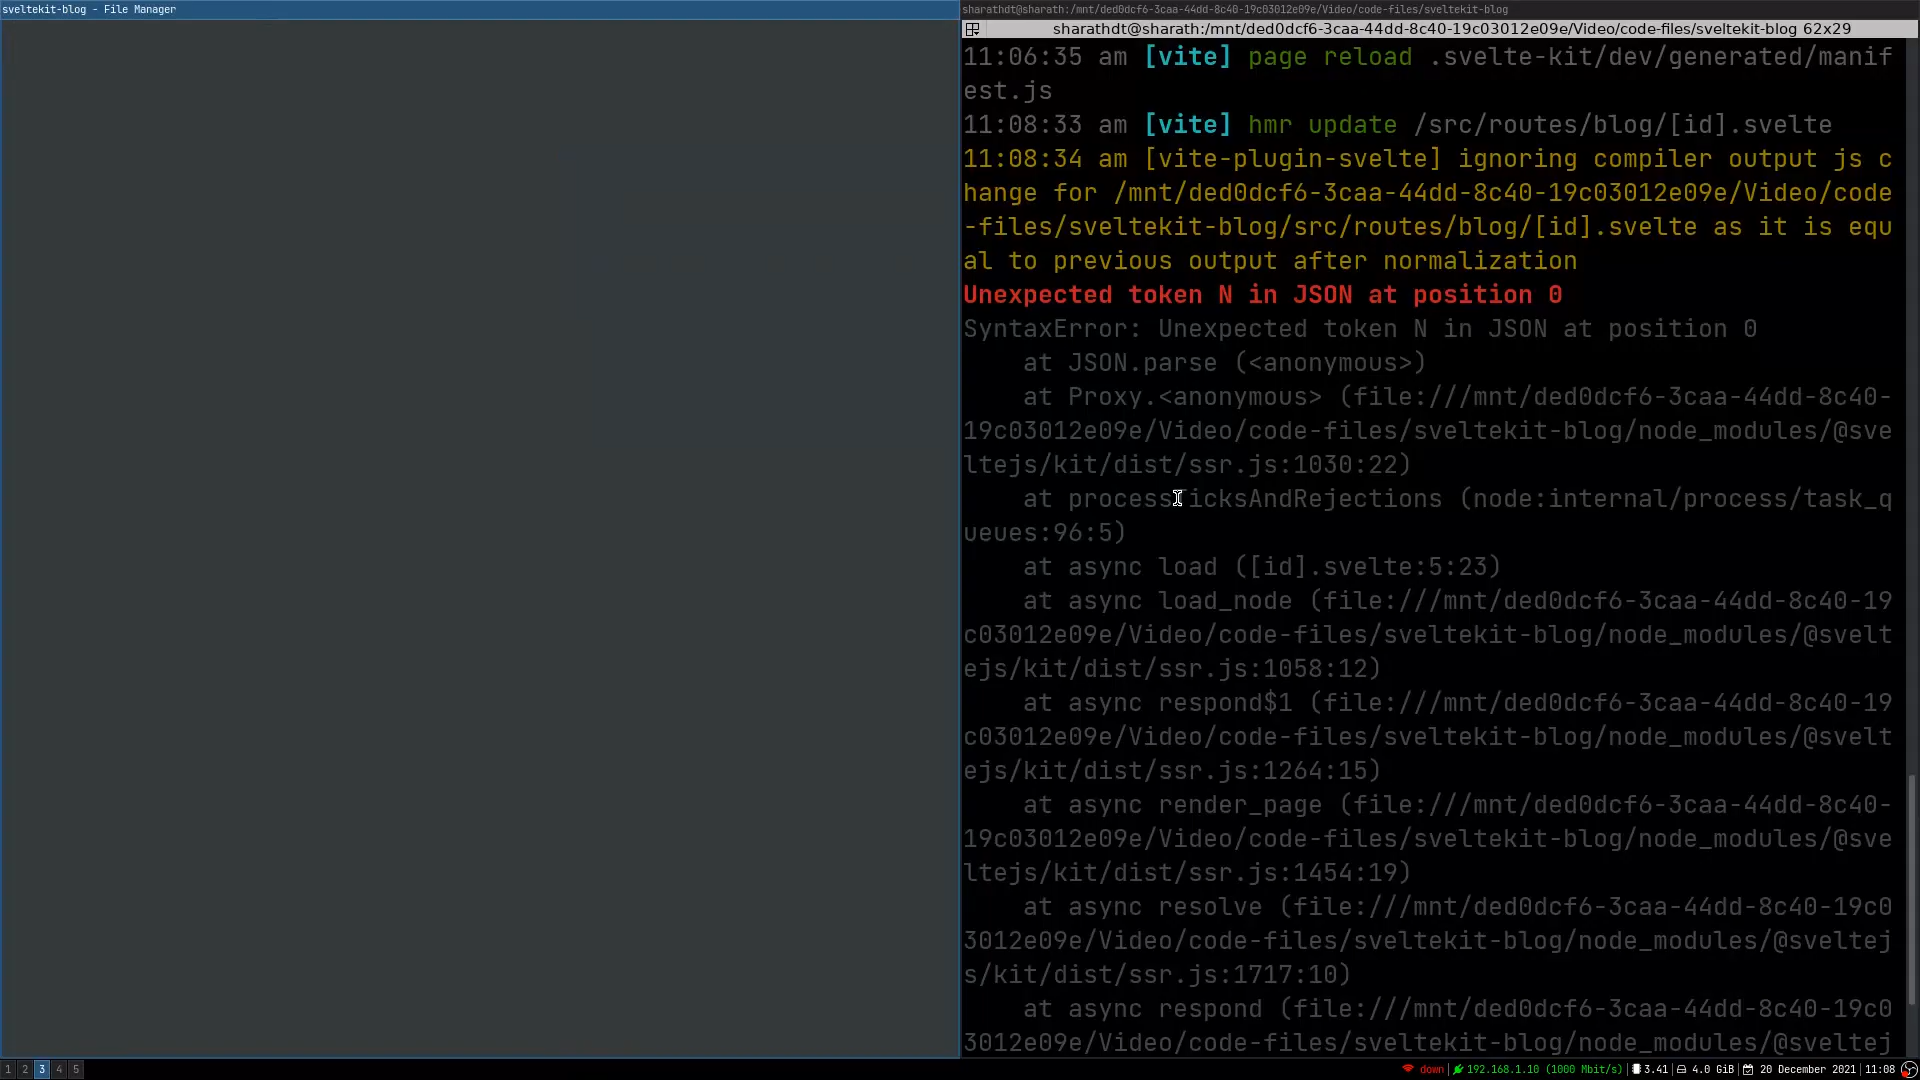 sveltekit-blog - File Manager
sharathdt@sharath:/mnt/ded0dcf6-3caa-44dd-8c40-19c03012e09e/Video/code-files/sveltekit-blog
sharathdt@sharath:/mnt/ded0dcf6-3caa-44dd-8c40-19c03012e09e/Video/code-files/sveltekit-blog 62x29
11:06:35 am [vite] page reload .svelte-kit/dev/generated/manif
est.js
11:08:33 am [vite] hmr update /src/routes/blog/[id].svelte
11:08:34 am [vite-plugin-svelte] ignoring compiler output js c
hange for /mnt/ded0dcf6-3caa-44dd-8c40-19c03012e09e/Video/code
-files/sveltekit-blog/src/routes/blog/[id].svelte as it is equ
al to previous output after normalization
Unexpected token N in JSON at position 0
SyntaxError: Unexpected token N in JSON at position 0
    at JSON.parse (<anonymous>)
    at Proxy.<anonymous> (file:///mnt/ded0dcf6-3caa-44dd-8c40-
19c03012e09e/Video/code-files/sveltekit-blog/node_modules/@sve
ltejs/kit/dist/ssr.js:1030:22)
    at processTicksAndRejections (node:internal/process/task_q
ueues:96:5)
    at async load ([id].svelte:5:23)
    at async load_node (file:///mnt/ded0dcf6-3caa-44dd-8c40-19
c03012e09e/Video/code-files/sveltekit-blog/node_modules/@svelt
ejs/kit/dist/ssr.js:1058:12)
    at async respond$1 (file:///mnt/ded0dcf6-3caa-44dd-8c40-19
c03012e09e/Video/code-files/sveltekit-blog/node_modules/@svelt
ejs/kit/dist/ssr.js:1264:15)
    at async render_page (file:///mnt/ded0dcf6-3caa-44dd-8c40-
19c03012e09e/Video/code-files/sveltekit-blog/node_modules/@sve
ltejs/kit/dist/ssr.js:1454:19)
    at async resolve (file:///mnt/ded0dcf6-3caa-44dd-8c40-19c0
3012e09e/Video/code-files/sveltekit-blog/node_modules/@sveltej
s/kit/dist/ssr.js:1717:10)
    at async respond (file:///mnt/ded0dcf6-3caa-44dd-8c40-19c0
3012e09e/Video/code-files/sveltekit-blog/node_modules/@sveltej
1 2 3 4 5 down 192.168.1.10 (1000 Mbit/s) 3.41 4.0 GiB 20 December 2021 11:08